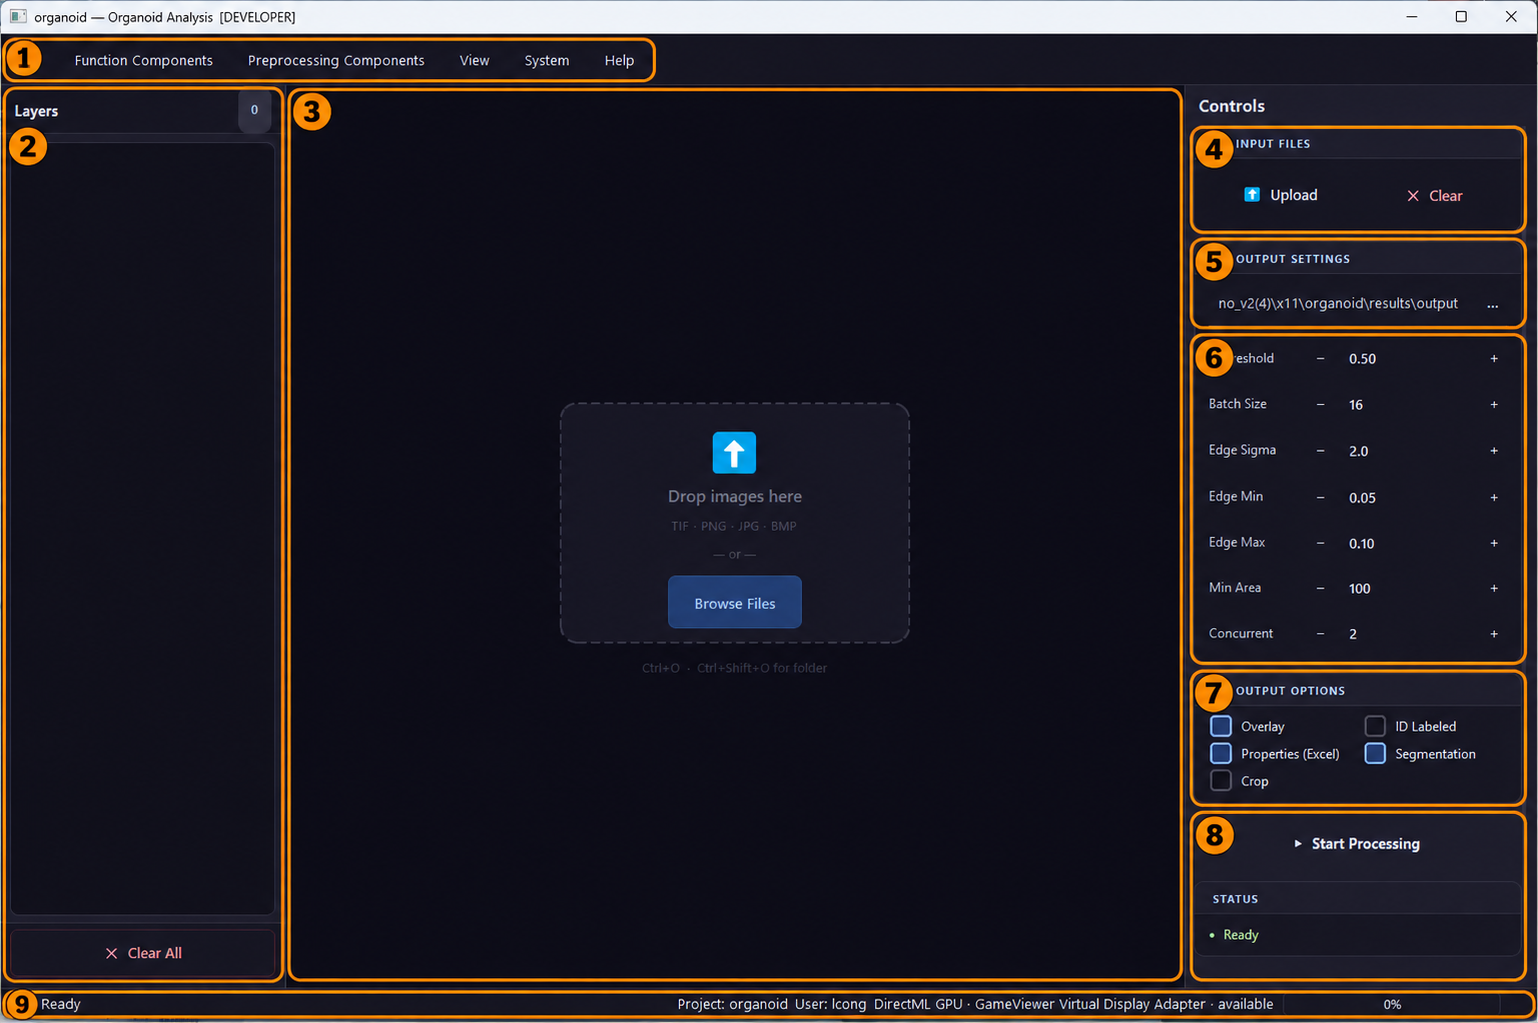 organoid — Organoid Analysis [DEVELOPER]
1 Function Components Preprocessing Components View System Help
Layers 0
2
3
Drop images here
TIF · PNG · JPG · BMP
— or —
Browse Files
Ctrl+O · Ctrl+Shift+O for folder
× Clear All
Controls
4 INPUT FILES
Upload × Clear
5 OUTPUT SETTINGS
no_v2(4)\x11\organoid\results\output ...
6 reshold − 0.50 +
Batch Size − 16 +
Edge Sigma − 2.0 +
Edge Min − 0.05 +
Edge Max − 0.10 +
Min Area − 100 +
Concurrent − 2 +
7 OUTPUT OPTIONS
Overlay ID Labeled
Properties (Excel) Segmentation
Crop
8 Start Processing
STATUS
• Ready
9 Ready Project: organoid User: lcong DirectML GPU · GameViewer Virtual Display Adapter · available 0%